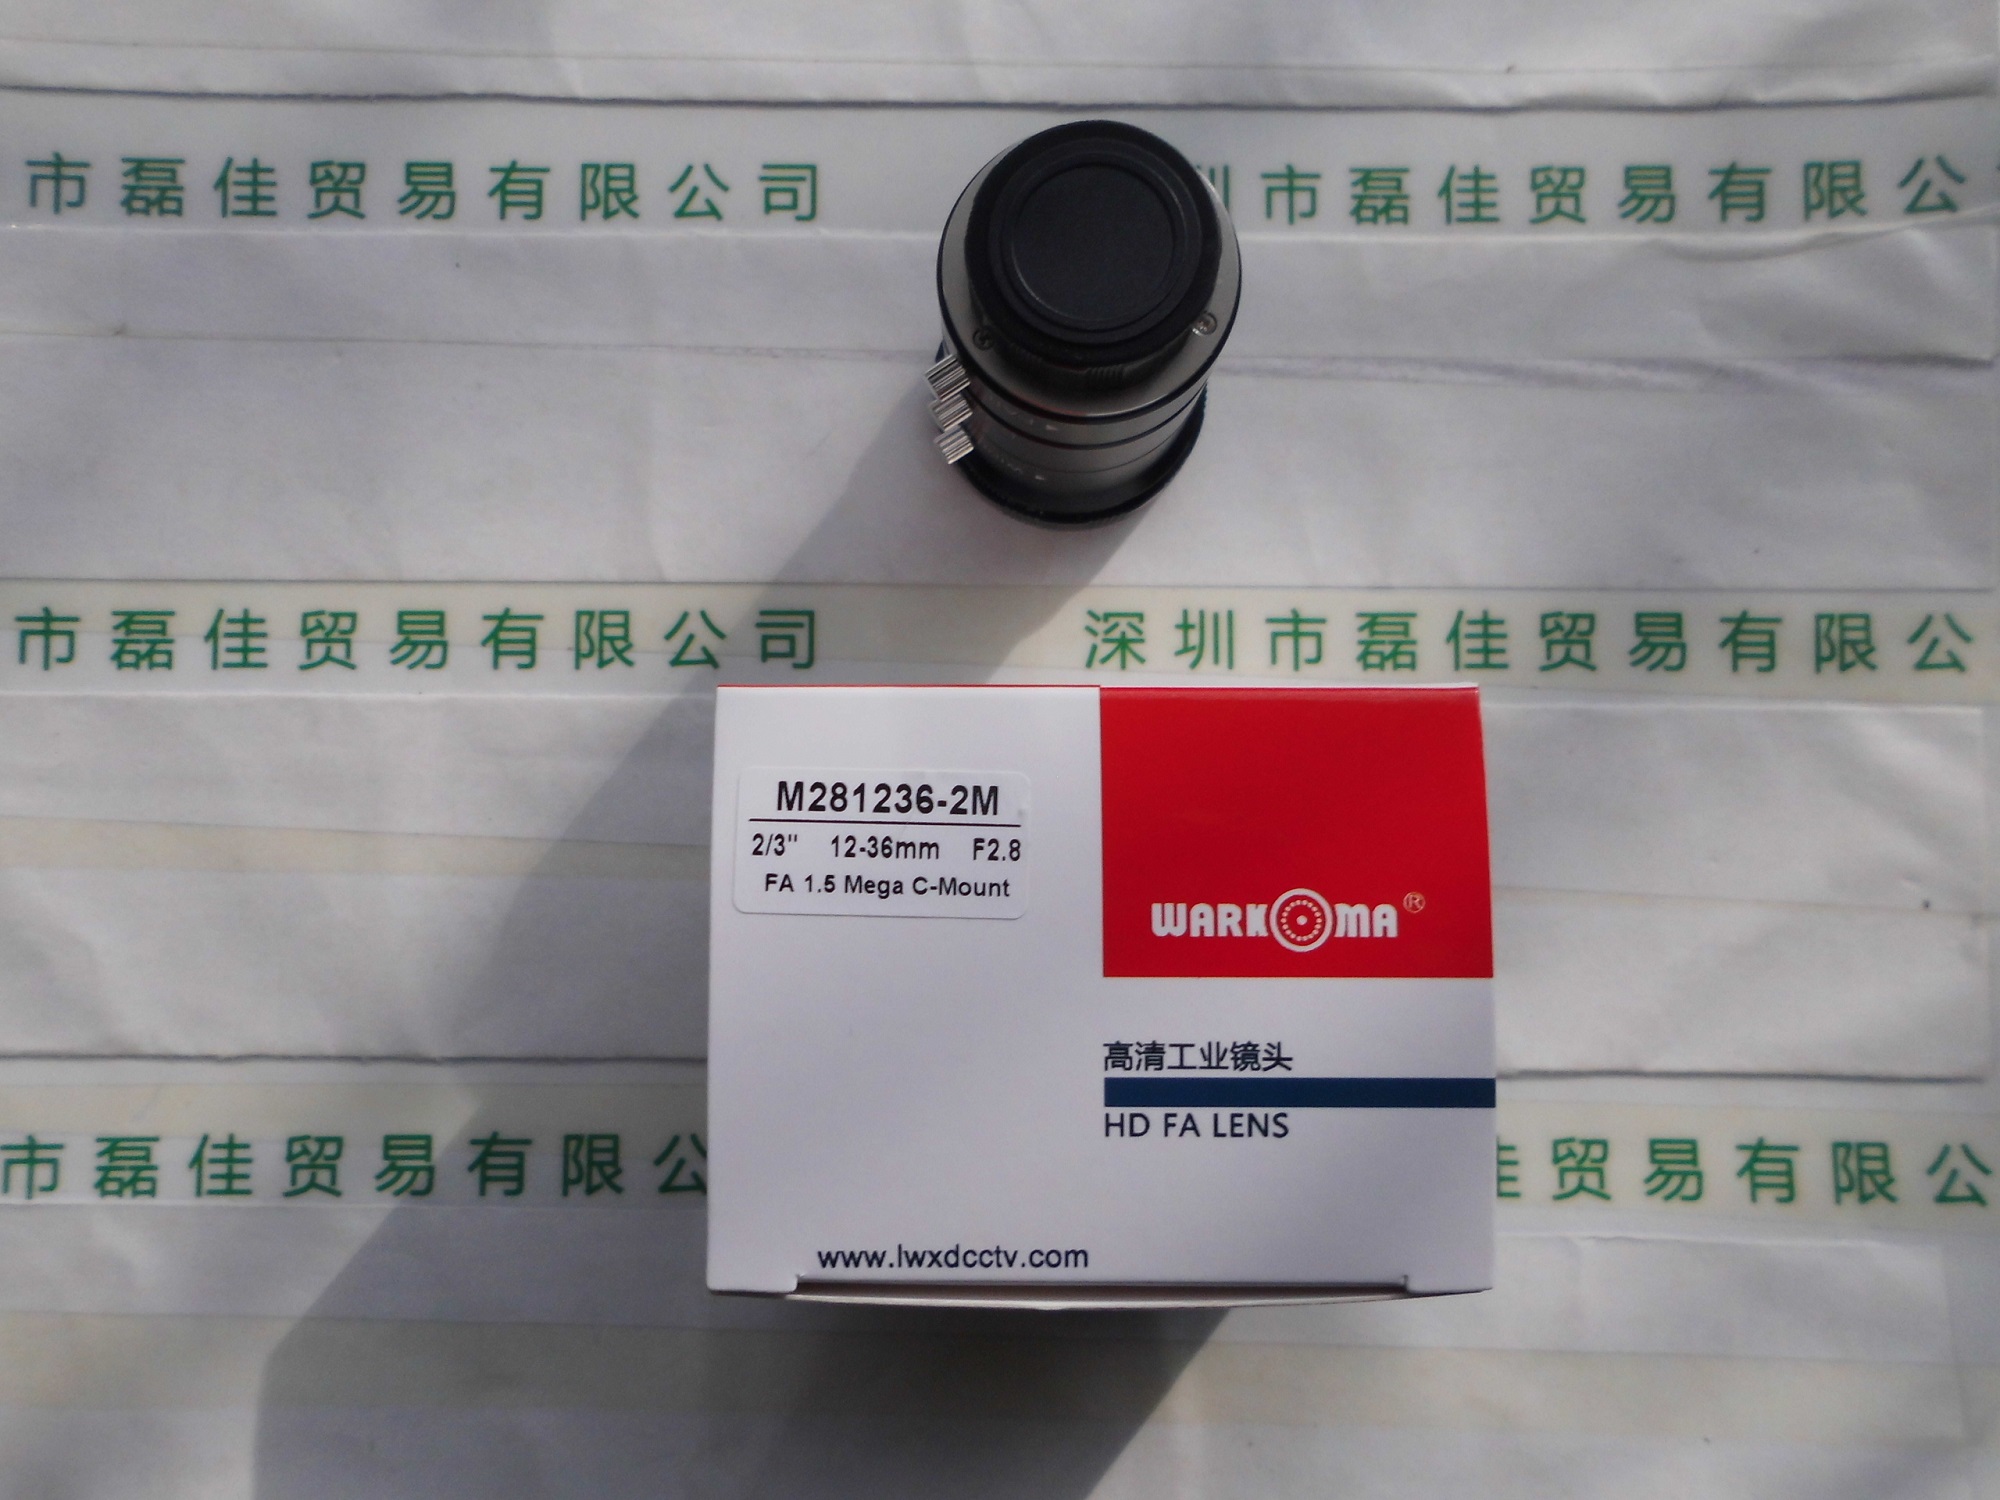 市磊佳贸易有限公司
圳市磊佳贸易有限公
市磊佳贸易有限公司
深圳市磊佳贸易有限公
M281236-2M
2/3" 12-36mm F2.8
FA 1.5 Mega C-Mount
WARKOMA®
高清工业镜头
HD FA LENS
市磊佳贸易有限公
佳贸易有限公
www.lwxdcctv.com